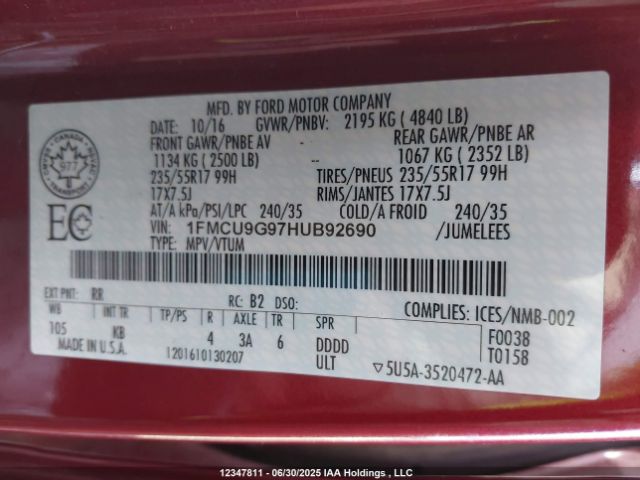 MFD. BY FORD MOTOR COMPANY
DATE: 10/16 GVWR/PNBV: 2195 KG ( 4840 LB)
FRONT GAWR/PNBE AV REAR GAWR/PNBE AR
1134 KG ( 2500 LB) -- 1067 KG ( 2352 LB)
235/55R17 99H TIRES/PNEUS 235/55R17 99H
17X7.5J RIMS/JANTES 17X7.5J
AT/A kPa/PSI/LPC 240/35 COLD/A FROID 240/35
VIN: 1FMCU9G97HUB92690 /JUMELEES
TYPE: MPV/VTUM
CANADA
TRANSPORT
EC
EXT PNT: RR RC: B2 DSO: COMPLIES: ICES/NMB-002
WB INT TR TP/PS R AXLE TR SPR F0038
105 KB 4 3A 6 DDDD T0158
MADE IN U.S.A. 1201610130207 ULT ▽5U5A-3520472-AA
12347811 - 06/30/2025 IAA Holdings , LLC